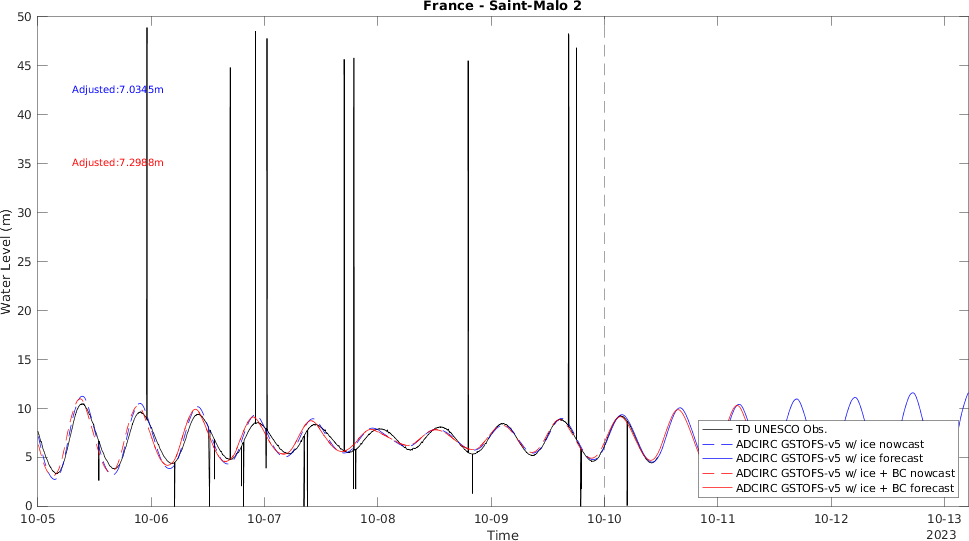 France - Saint-Malo 2
50
45
40
35
30
25
20
15
10
5
0
Water Level (m)
Adjusted:7.0345m
Adjusted:7.2988m
10-05
10-06
10-07
10-08
10-09
10-10
10-11
10-12
10-13
Time
2023
TD UNESCO Obs.
ADCIRC GSTOFS-v5 w/ ice nowcast
ADCIRC GSTOFS-v5 w/ ice forecast
ADCIRC GSTOFS-v5 w/ ice + BC nowcast
ADCIRC GSTOFS-v5 w/ ice + BC forecast